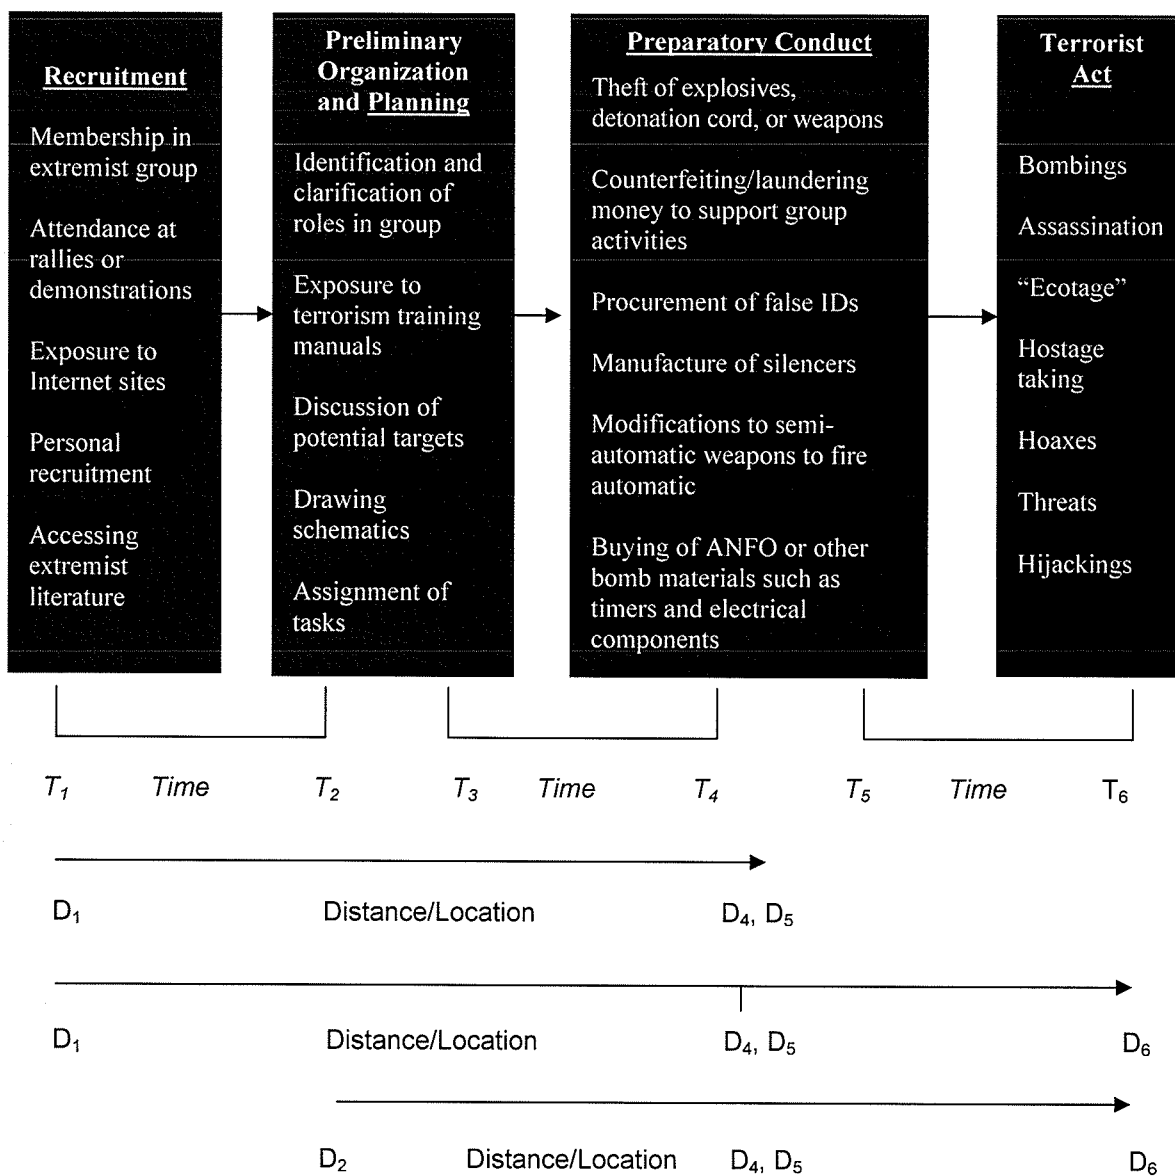 Recruitment
Membership in
extremist group
Attendance at
rallies or
demonstrations
Exposure to
Internet sites
Personal
recruitment
Accessing
extremist
literature
Preliminary
Organization
and Planning
Identification and
clarification of
roles in group
Exposure to
terrorism training
manuals
Discussion of
potential targets
Drawing
schematics
Assignment of
tasks
Preparatory Conduct
Theft of explosives,
detonation cord, or weapons
Counterfeiting/laundering
money to support group
activities
Procurement of false IDs
Manufacture of silencers
Modifications to semi-
automatic weapons to fire
automatic
Buying of ANFO or other
bomb materials such as
timers and electrical
components
Terrorist
Act
Bombings
Assassination
“Ecotage”
Hostage
taking
Hoaxes
Threats
Hijackings
T1 Time T2 T3 Time T4 T5 Time T6
D1 Distance/Location D4, D5
D1 Distance/Location D4, D5 D6
D2 Distance/Location D4, D5 D6